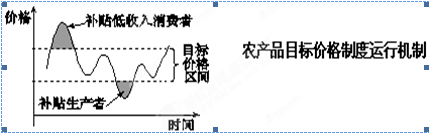 价格
补贴低收入消费者
目标
价格
区间
补贴生产者
时间
农产品目标价格制度运行机制